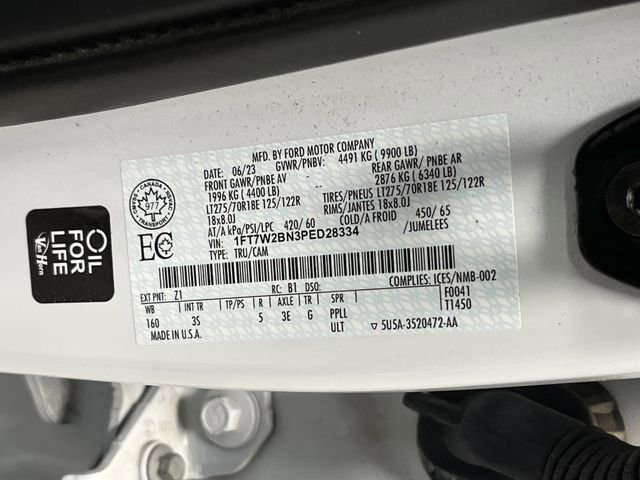 MFD. BY FORD MOTOR COMPANY
DATE: 06/23 GVWR/PNBV: 4491 KG ( 9900 LB)
FRONT GAWR/PNBE AV REAR GAWR/ PNBE AR
1996 KG ( 4400 LB) 2876 KG ( 6340 LB)
LT275/70R18E 125/122R TIRES/PNEUS LT275/70R18E 125/122R
18x8.0J RIMS/JANTES 18x8.0J
AT/A kPa/PSI/LPC 420/ 60 COLD/A FROID 450/ 65
VIN: 1FT7W2BN3PED28334 /JUMELEES
TYPE: TRU/CAM
CANADA
TRANSPORT
EC
COMPLIES: ICES/NMB-002
EXT PNT: Z1 RC: B1 DSO: F0041
WB INT TR TP/PS R AXLE TR SPR T1450
160 3S 5 3E G PPLL
ULT
MADE IN U.S.A. 5U5A-3520472-AA
OIL
FOR
LIFE
Van Horn